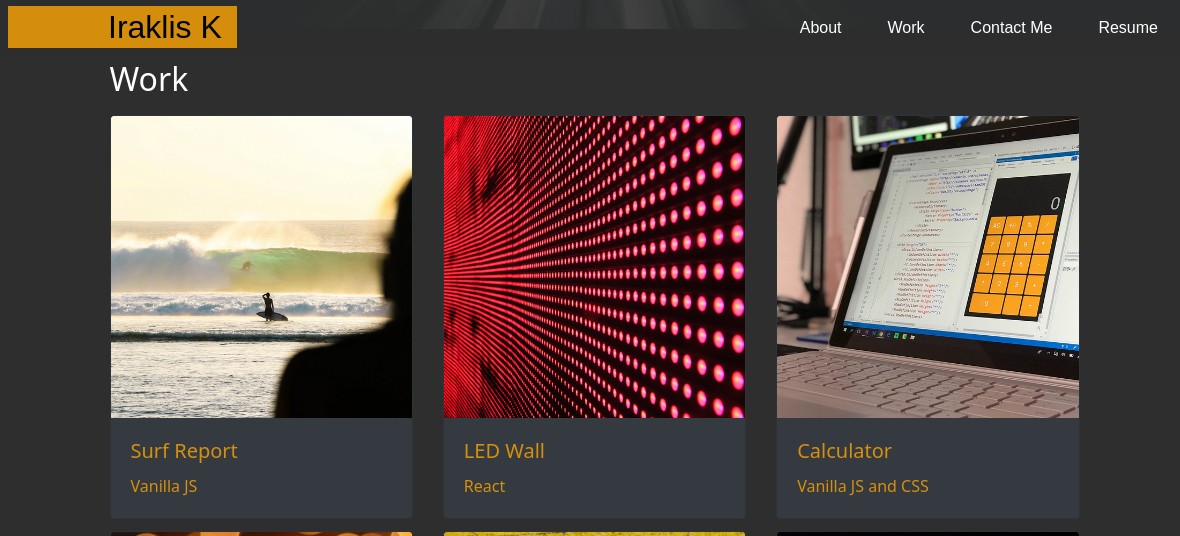 Iraklis K
About
Work
Contact Me
Resume
Work
0
Surf Report
LED Wall
Calculator
Vanilla JS
React
Vanilla JS and CSS